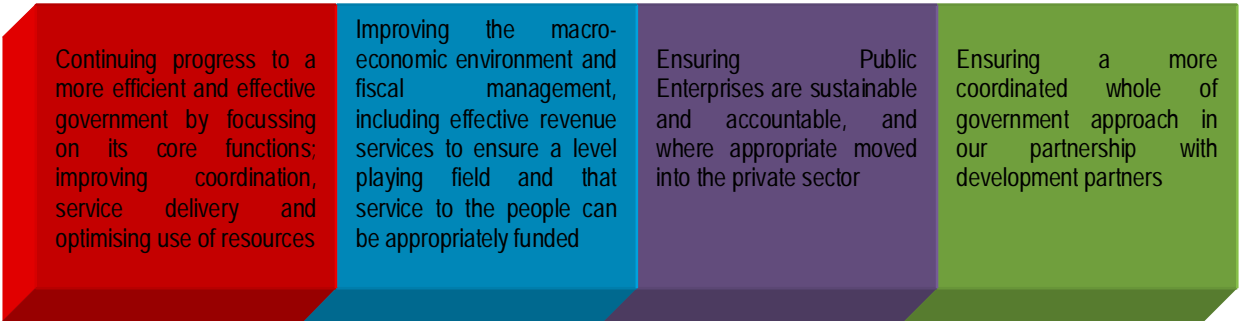 Continuing progress to a
more efficient and effective
government by focussing
on its core functions;
improving coordination,
service delivery and
optimising use of resources
Improving the macro-
economic environment and
fiscal management,
including effective revenue
services to ensure a level
playing field and that
service to the people can
be appropriately funded
Ensuring Public
Enterprises are sustainable
and accountable, and
where appropriate moved
into the private sector
Ensuring a more
coordinated whole of
government approach in
our partnership with
development partners